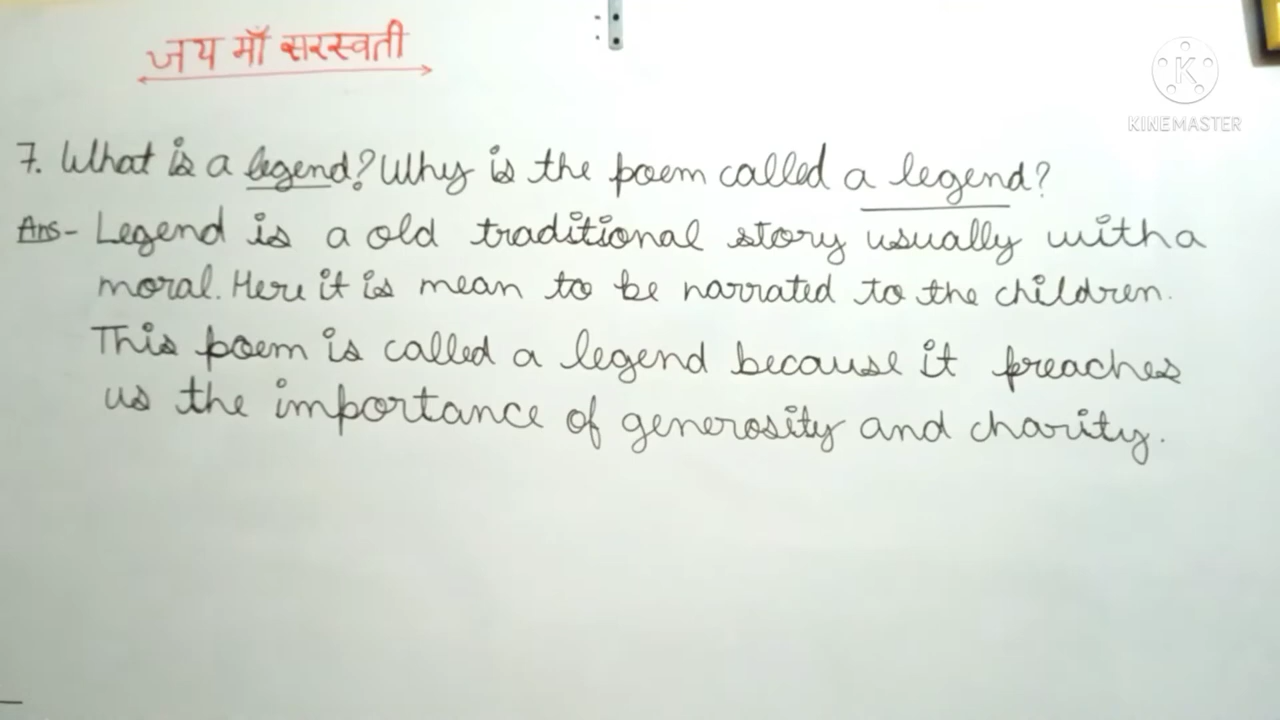 जय माँ सरस्वती
K
KINEMASTER
7. What is a legend? Why is the poem called a legend?
Ans- Legend is a old traditional story usually with a
moral. Here it is mean to be narrated to the children.
This poem is called a legend because it preaches
us the importance of generosity and charity.